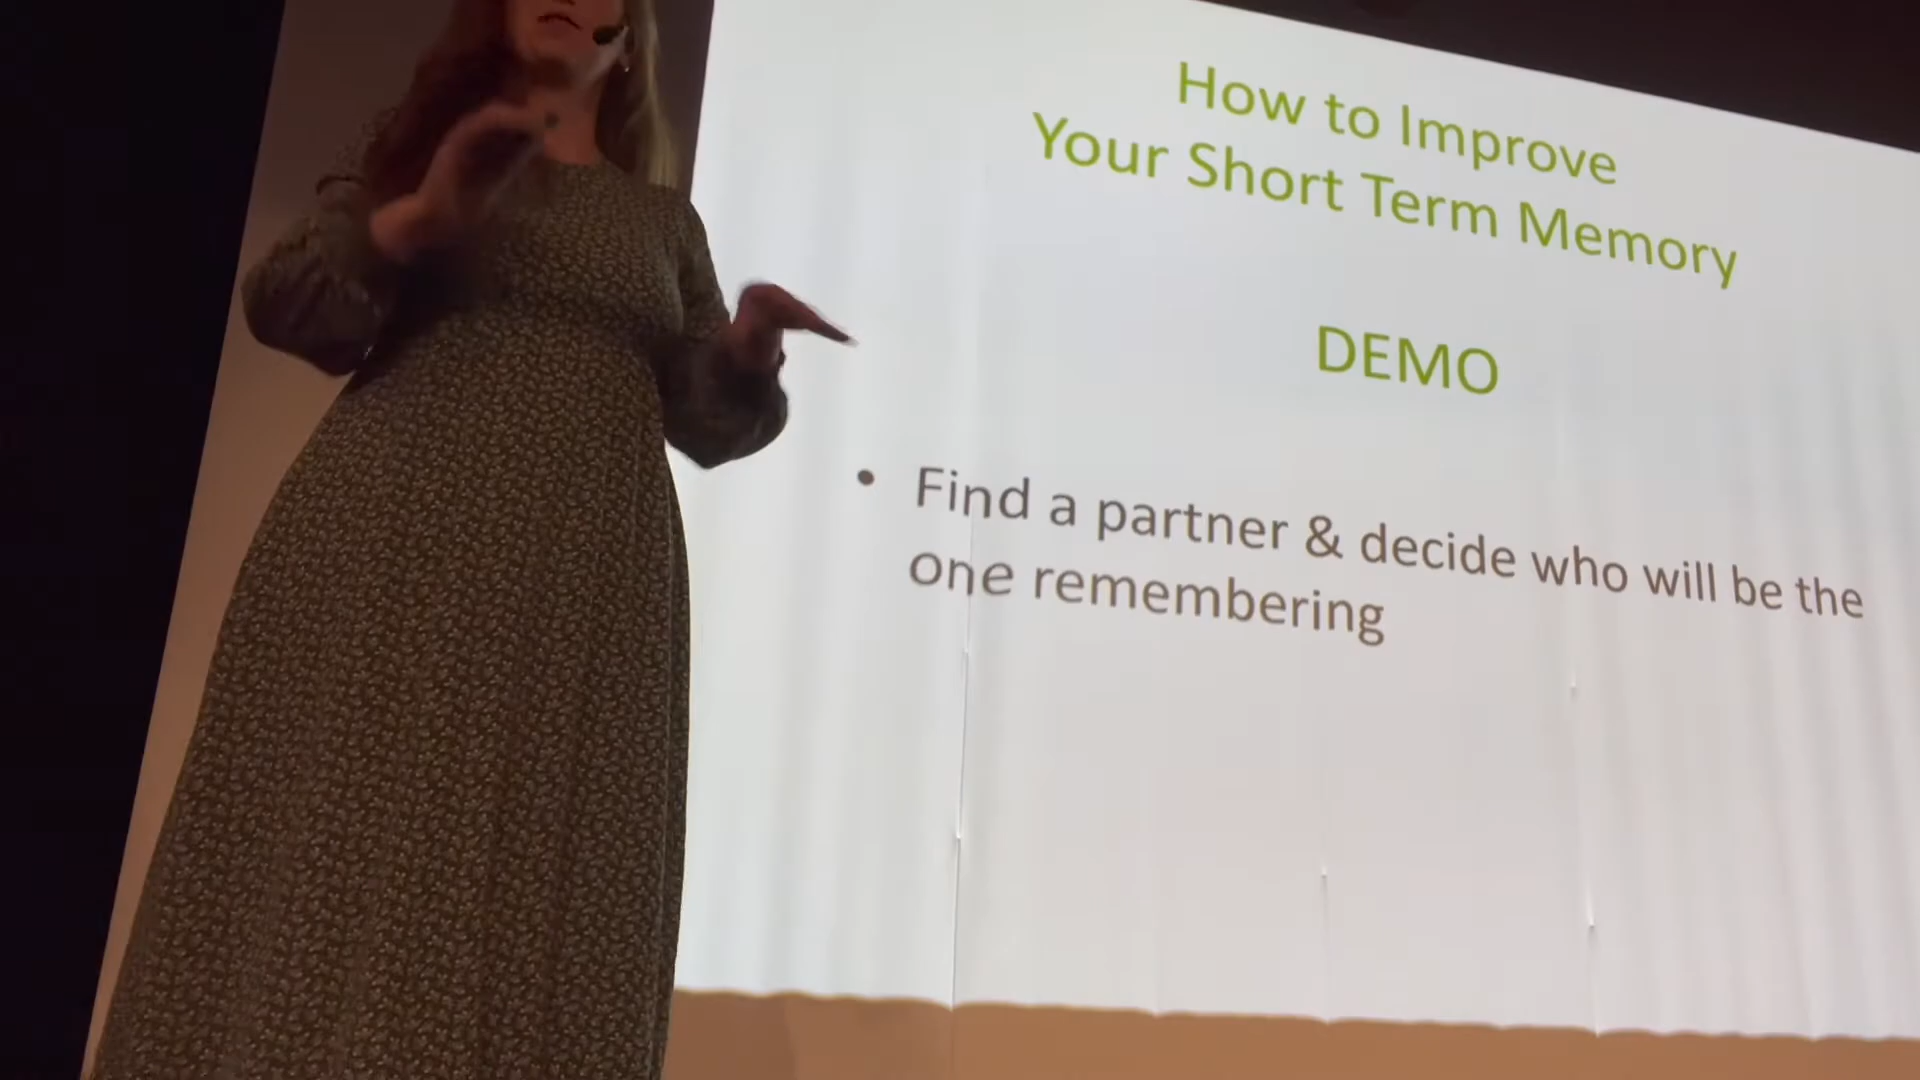 How to Improve
Your Short Term Memory
DEMO
• Find a partner & decide who will be the
one remembering